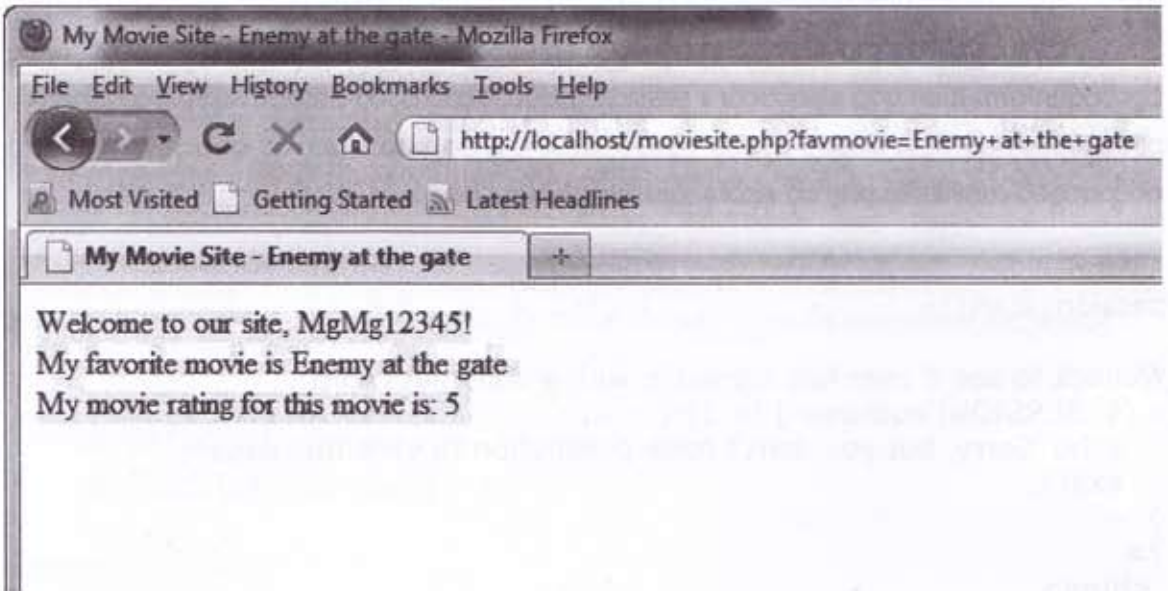 My Movie Site - Enemy at the gate - Mozilla Firefox
File Edit View History Bookmarks Tools Help
http://localhost/moviesite.php?favmovie=Enemy+at+the+gate
Most Visited Getting Started Latest Headlines
My Movie Site - Enemy at the gate
Welcome to our site, MgMg12345!
My favorite movie is Enemy at the gate
My movie rating for this movie is: 5